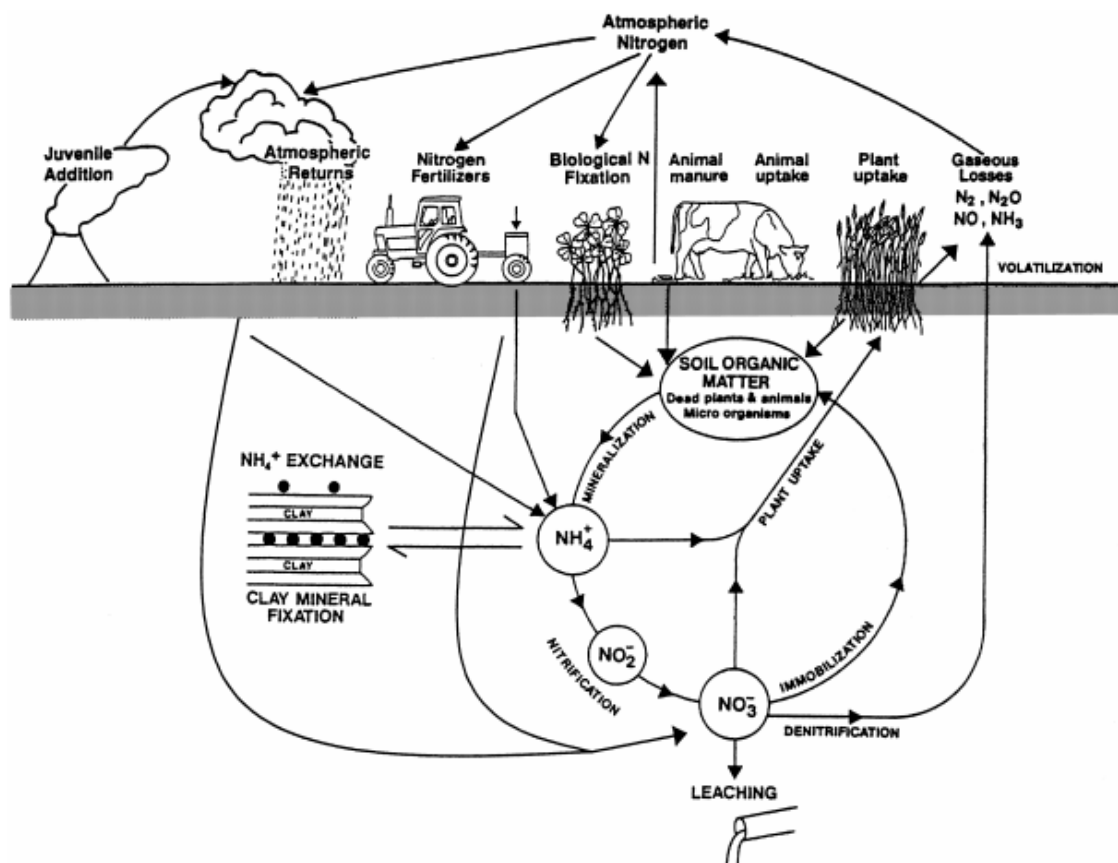 Atmospheric
Nitrogen
Juvenile
Addition
Atmospheric
Returns
Nitrogen
Fertilizers
Biological N
Fixation
Animal
manure
Animal
uptake
Plant
uptake
Gaseous
Losses
N₂ , N₂O
NO , NH₃
VOLATILIZATION
SOIL ORGANIC
MATTER
Dead plants & animals
Micro organisms
MINERALIZATION
PLANT UPTAKE
NH₄⁺ EXCHANGE
CLAY
CLAY
CLAY MINERAL
FIXATION
NH₄⁺
NO₂⁻
NITRIFICATION
NO₃⁻
IMMOBILIZATION
DENITRIFICATION
LEACHING